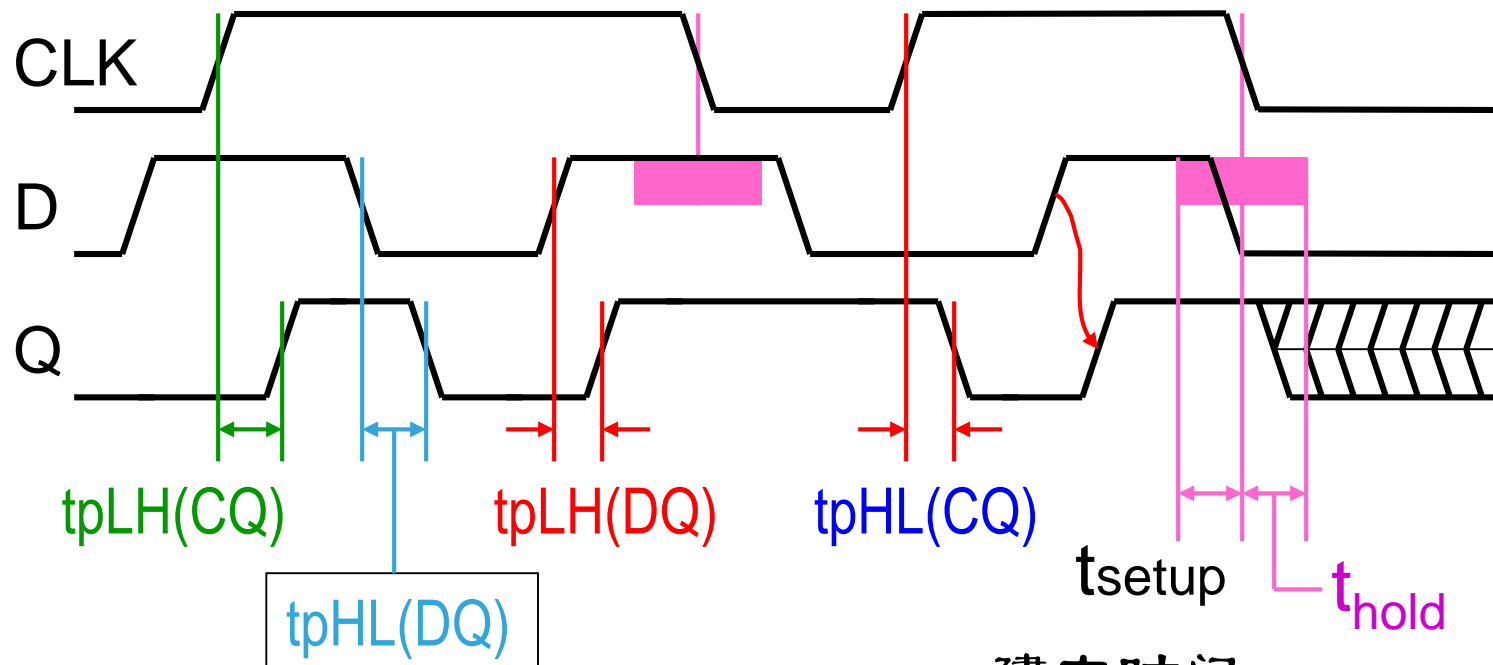 CLK
D
Q
tpLH(CQ)
tpLH(DQ)
tpHL(CQ)
tsetup
thold
tpHL(DQ)